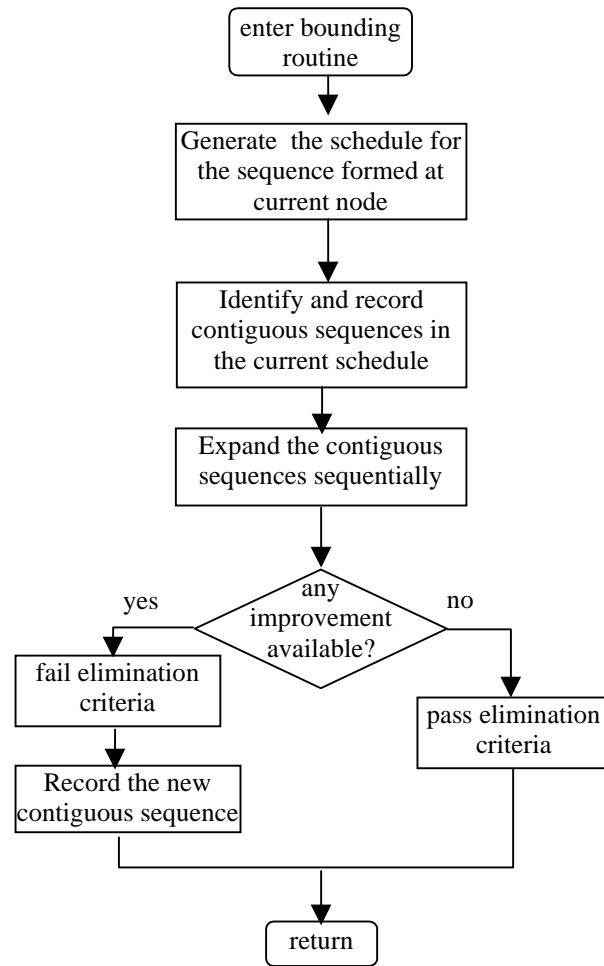 enter bounding
routine
Generate the schedule for
the sequence formed at
current node
Identify and record
contiguous sequences in
the current schedule
Expand the contiguous
sequences sequentially
any
improvement
available?
yes
no
fail elimination
criteria
pass elimination
criteria
Record the new
contiguous sequence
return